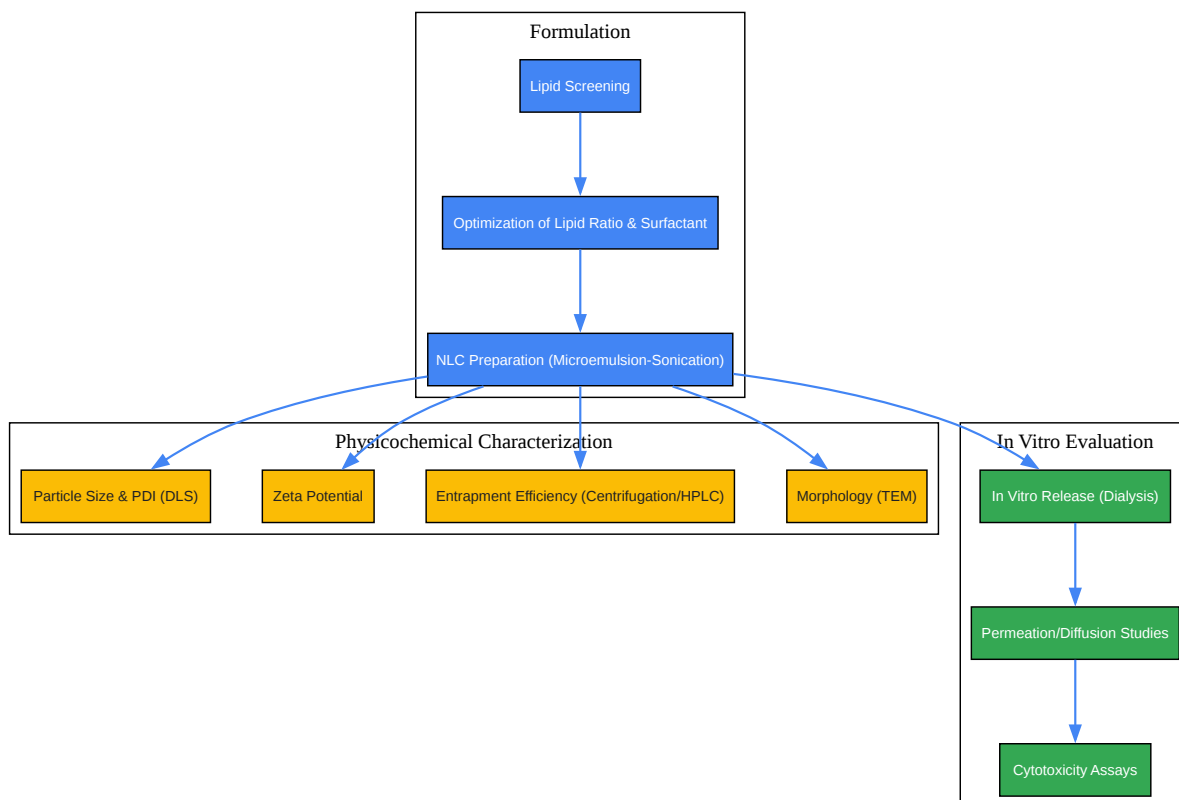 Formulation
Lipid Screening
Optimization of Lipid Ratio & Surfactant
NLC Preparation (Microemulsion-Sonication)
Physicochemical Characterization
Particle Size & PDI (DLS)
Zeta Potential
Entrapment Efficiency (Centrifugation/HPLC)
Morphology (TEM)
In Vitro Evaluation
In Vitro Release (Dialysis)
Permeation/Diffusion Studies
Cytotoxicity Assays